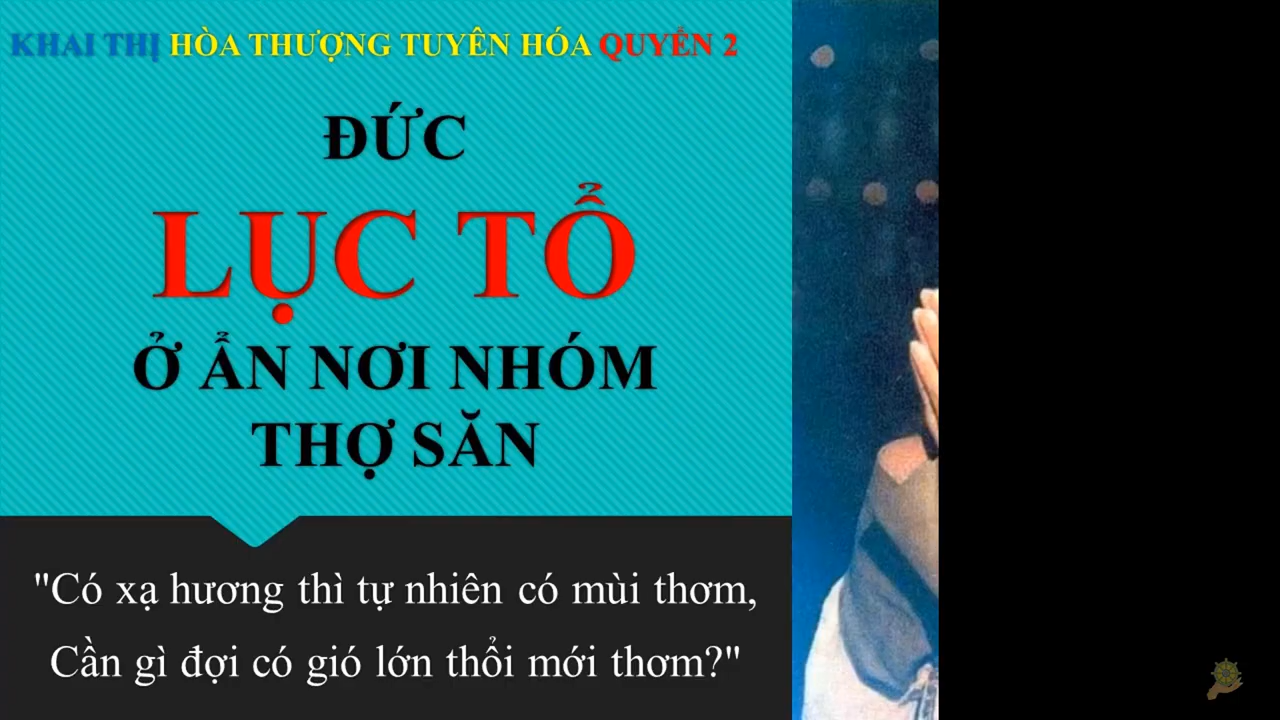 KHAI THỊ HÒA THƯỢNG TUYÊN HÓA QUYỂN 2
ĐỨC
LỤC TỔ
Ở ẨN NƠI NHÓM
THỢ SĂN
"Có xạ hương thì tự nhiên có mùi thơm,
Cần gì đợi có gió lớn thổi mới thơm?"